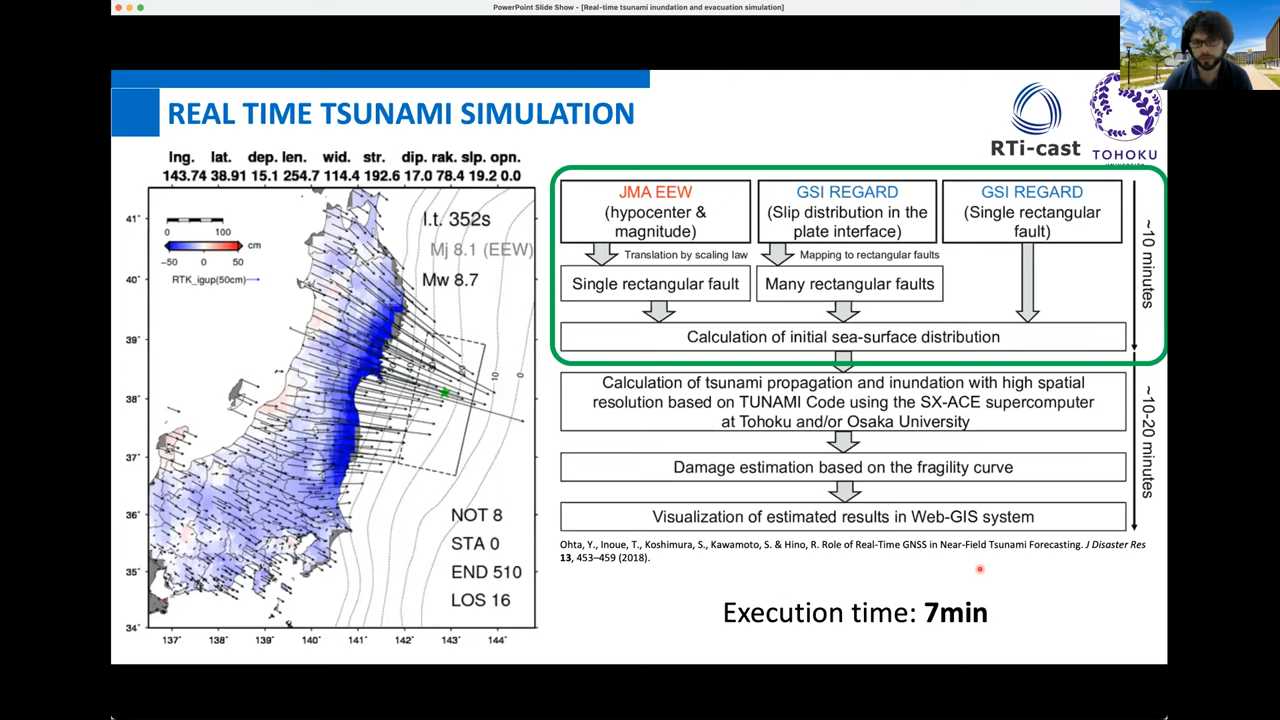 PowerPoint Slide Show - [Real-time tsunami inundation and evacuation simulation]
REAL TIME TSUNAMI SIMULATION
RTi-cast
TOHOKU
lng. lat. dep. len. wid. str. dip. rak. slp. opn.
143.74 38.91 15.1 254.7 114.4 192.6 17.0 78.4 19.2 0.0
41°
40°
39°
38°
37°
36°
35°
34°
137° 138° 139° 140° 141° 142° 143° 144°
0 100
cm
−50 0 50
RTK_igup(50cm)
l.t. 352s
Mj 8.1 (EEW)
Mw 8.7
10
0
NOT 8
STA 0
END 510
LOS 16
JMA EEW
(hypocenter &
magnitude)
GSI REGARD
(Slip distribution in the
plate interface)
GSI REGARD
(Single rectangular
fault)
Translation by scaling law
Mapping to rectangular faults
Single rectangular fault
Many rectangular faults
Calculation of initial sea-surface distribution
~10 minutes
Calculation of tsunami propagation and inundation with high spatial
resolution based on TUNAMI Code using the SX-ACE supercomputer
at Tohoku and/or Osaka University
Damage estimation based on the fragility curve
Visualization of estimated results in Web-GIS system
~10-20 minutes
Ohta, Y., Inoue, T., Koshimura, S., Kawamoto, S. & Hino, R. Role of Real-Time GNSS in Near-Field Tsunami Forecasting. J Disaster Res
13, 453–459 (2018).
Execution time: 7min